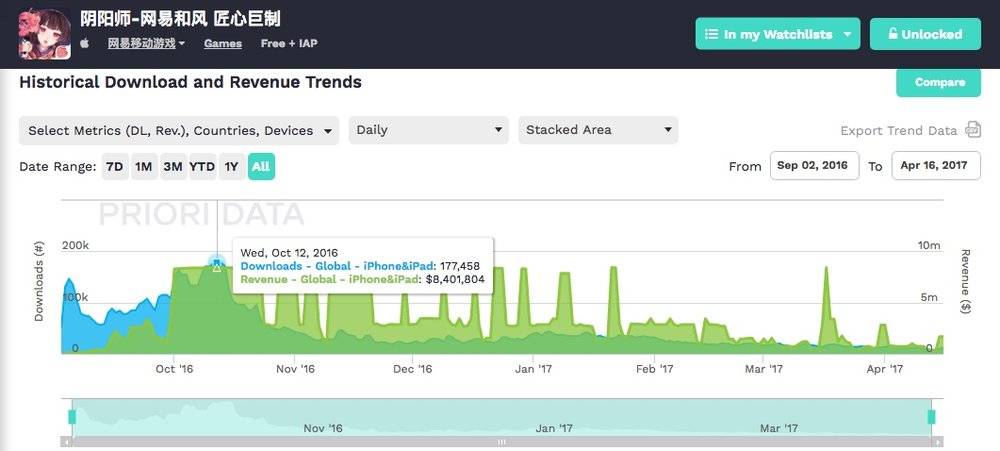 阴阳师-网易和风 匠心巨制
网易移动游戏 Games Free + IAP
In my Watchlists
Unlocked
Historical Download and Revenue Trends
Compare
Select Metrics (DL, Rev.), Countries, Devices
Daily
Stacked Area
Export Trend Data
CSV
Date Range: 7D 1M 3M YTD 1Y All
From Sep 02, 2016 To Apr 16, 2017
PRIORI DATA
Downloads (#)
200k
100k
0
Wed, Oct 12, 2016
Downloads - Global - iPhone&iPad: 177,458
Revenue - Global - iPhone&iPad: $8,401,804
10m
5m
0
Revenue ($)
Oct '16 Nov '16 Dec '16 Jan '17 Feb '17 Mar '17 Apr '17
Nov '16 Jan '17 Mar '17